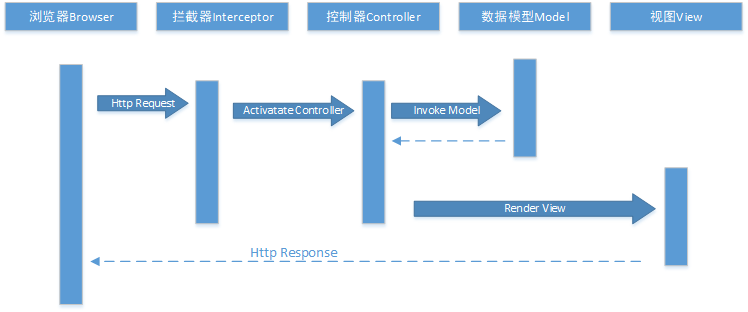 浏览器Browser
拦截器Interceptor
控制器Controller
数据模型Model
视图View
Http Request
Activatate Controller
Invoke Model
Render View
Http Response